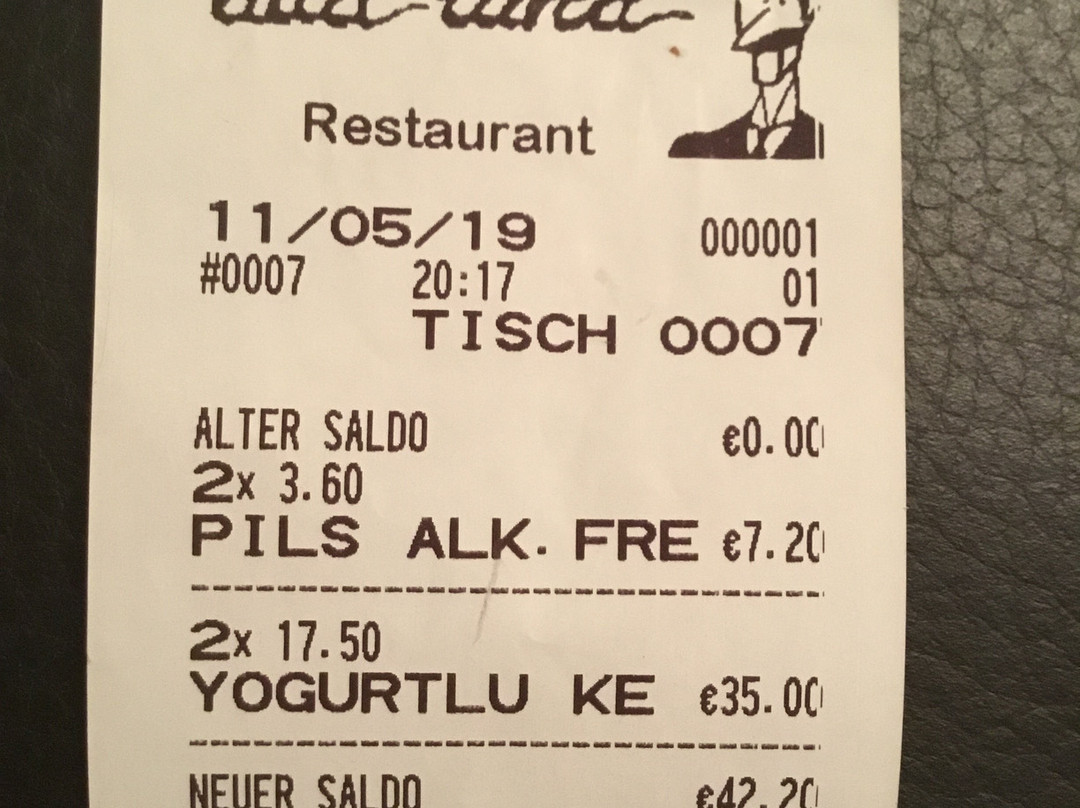 Restaurant
11/05/19 000001
#0007 20:17 01
TISCH 0007
ALTER SALDO €0.00
2x 3.60
PILS ALK. FRE €7.20
2x 17.50
YOGURTLU KE €35.00
NEUER SALDO €42.20